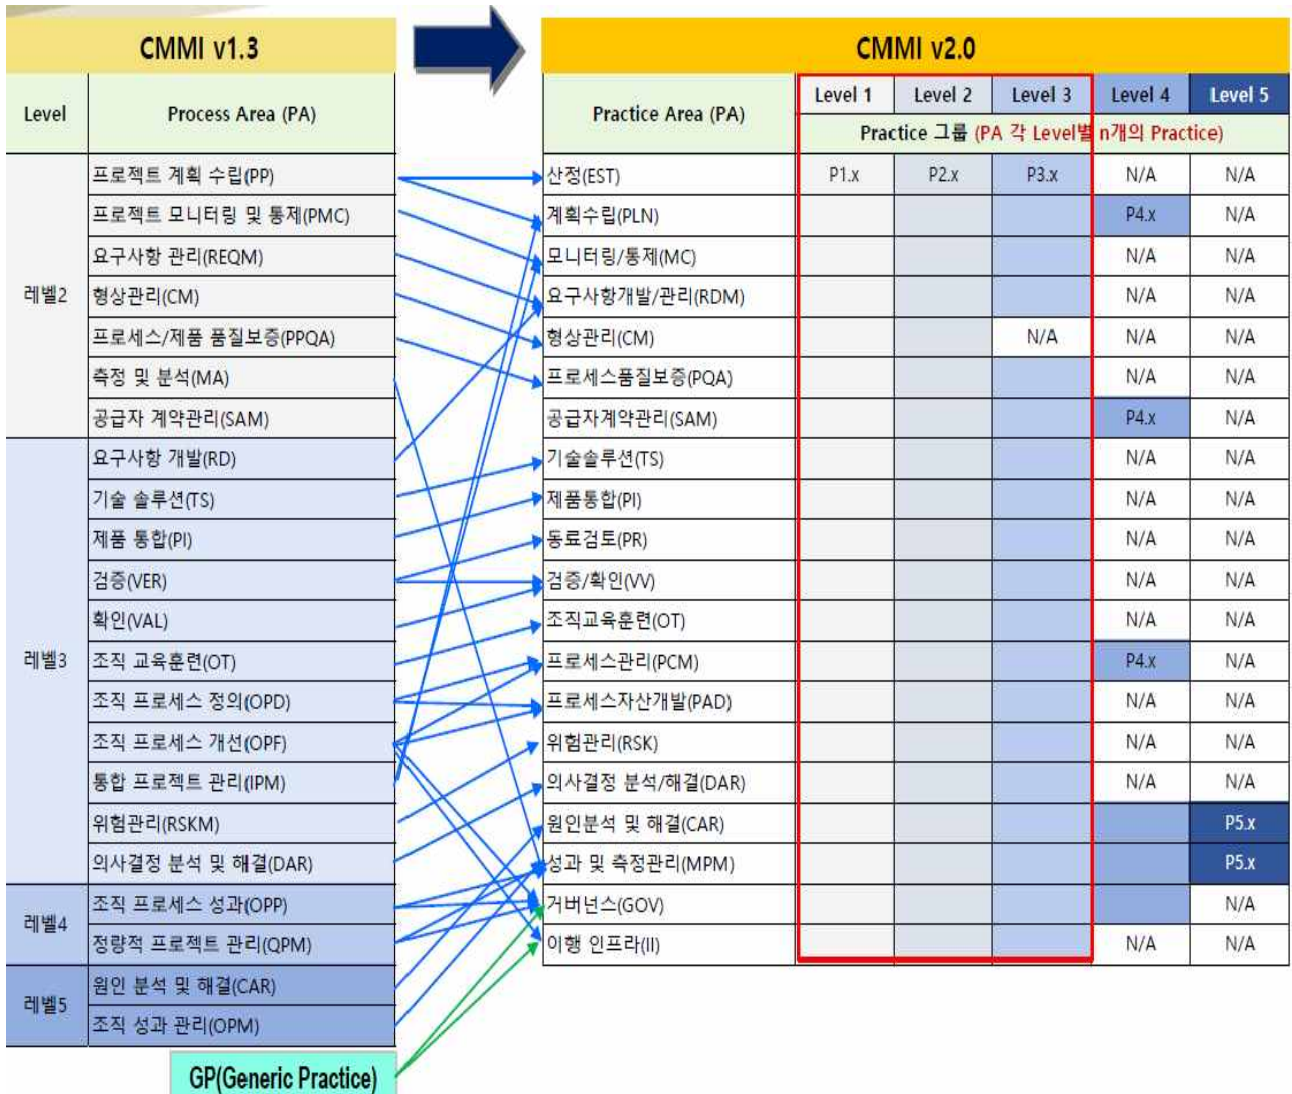 CMMI v1.3
CMMI v2.0
Level Process Area (PA)
Practice Area (PA) Level 1 Level 2 Level 3 Level 4 Level 5
Practice 그룹 (PA 각 Level별 n개의 Practice)
레벨2
프로젝트 계획 수립(PP)
프로젝트 모니터링 및 통제(PMC)
요구사항 관리(REQM)
형상관리(CM)
프로세스/제품 품질보증(PPQA)
측정 및 분석(MA)
공급자 계약관리(SAM)
레벨3
요구사항 개발(RD)
기술 솔루션(TS)
제품 통합(PI)
검증(VER)
확인(VAL)
조직 교육훈련(OT)
조직 프로세스 정의(OPD)
조직 프로세스 개선(OPF)
통합 프로젝트 관리(IPM)
위험관리(RSKM)
의사결정 분석 및 해결(DAR)
레벨4
조직 프로세스 성과(OPP)
정량적 프로젝트 관리(QPM)
레벨5
원인 분석 및 해결(CAR)
조직 성과 관리(OPM)
GP(Generic Practice)
산정(EST) P1.x P2.x P3.x N/A N/A
계획수립(PLN) P4.x N/A
모니터링/통제(MC) N/A N/A
요구사항개발/관리(RDM) N/A N/A
형상관리(CM) N/A N/A N/A
프로세스품질보증(PQA) N/A N/A
공급자계약관리(SAM) P4.x N/A
기술솔루션(TS) N/A N/A
제품통합(PI) N/A N/A
동료검토(PR) N/A N/A
검증/확인(VV) N/A N/A
조직교육훈련(OT) N/A N/A
프로세스관리(PCM) P4.x N/A
프로세스자산개발(PAD) N/A N/A
위험관리(RSK) N/A N/A
의사결정 분석/해결(DAR) N/A N/A
원인분석 및 해결(CAR) P5.x
성과 및 측정관리(MPM) P5.x
거버넌스(GOV) N/A
이행 인프라(II) N/A N/A